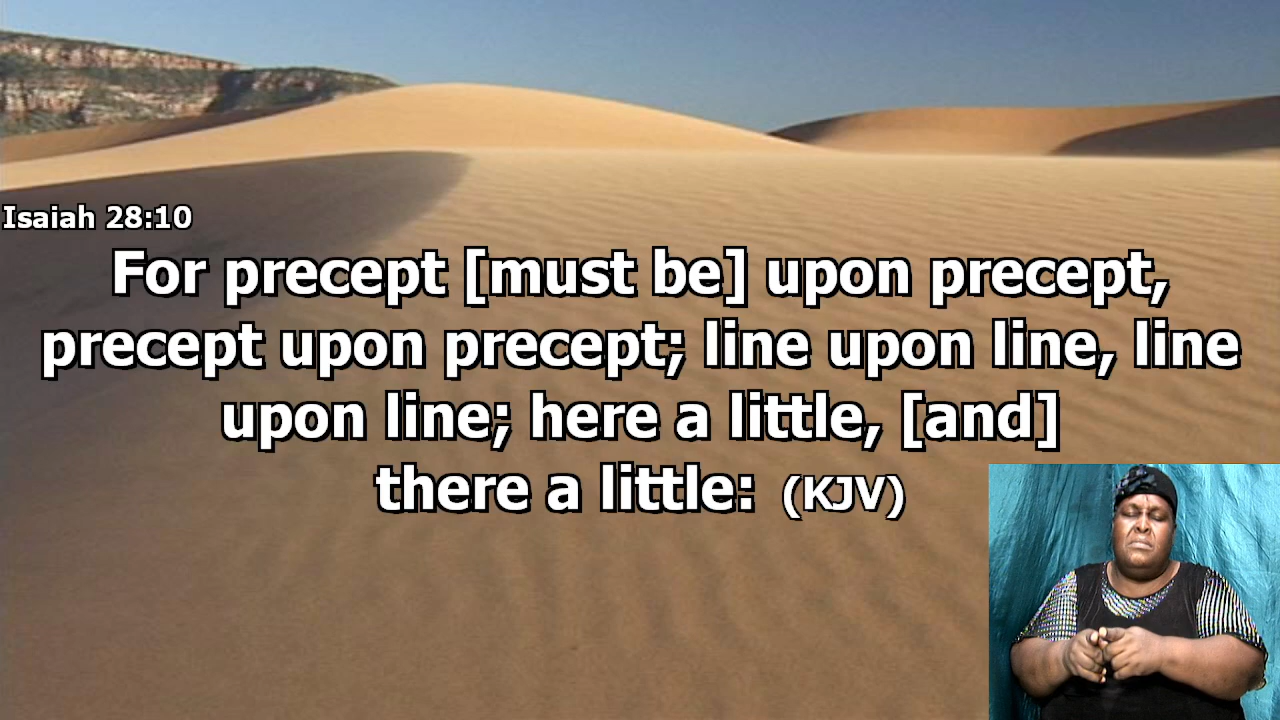 Isaiah 28:10
For precept [must be] upon precept,
precept upon precept; line upon line, line
upon line; here a little, [and]
there a little: (KJV)